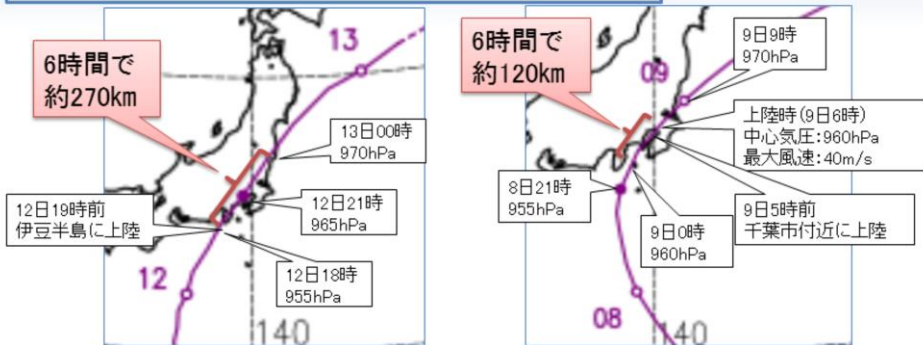 6時間で
約270km
13
13日00時
970hPa
12日19時前
伊豆半島に上陸
12日21時
965hPa
12
12日18時
955hPa
140
6時間で
約120km
09
9日9時
970hPa
上陸時(9日6時)
中心気圧:960hPa
最大風速:40m/s
8日21時
955hPa
9日0時
960hPa
9日5時前
千葉市付近に上陸
08
140